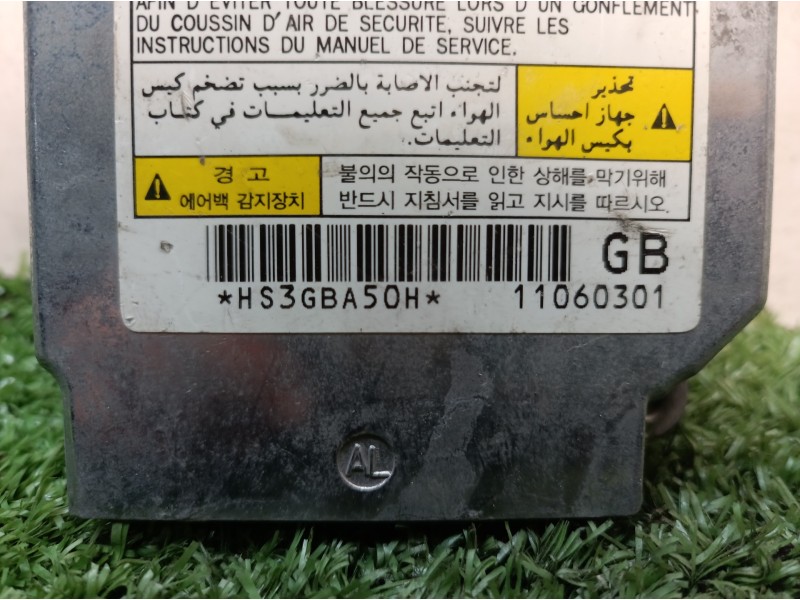 AFIN D'EVITER TOUTE BLESSURE LORS D'UN GONFLEMENT
DU COUSSIN D'AIR DE SECURITE, SUIVRE LES
INSTRUCTIONS DU MANUEL DE SERVICE.
تحذير
جهاز احساس
بكيس الهواء
لتجنب الاصابة بالضرر بسبب تضخم كيس
الهواء اتبع جميع التعليمات في كتاب
التعليمات.
경 고
에어백 감지장치
불의의 작동으로 인한 상해를 막기위해
반드시 지침서를 읽고 지시를 따르시오.
GB
*HS3GBA50H* 11060301
AL